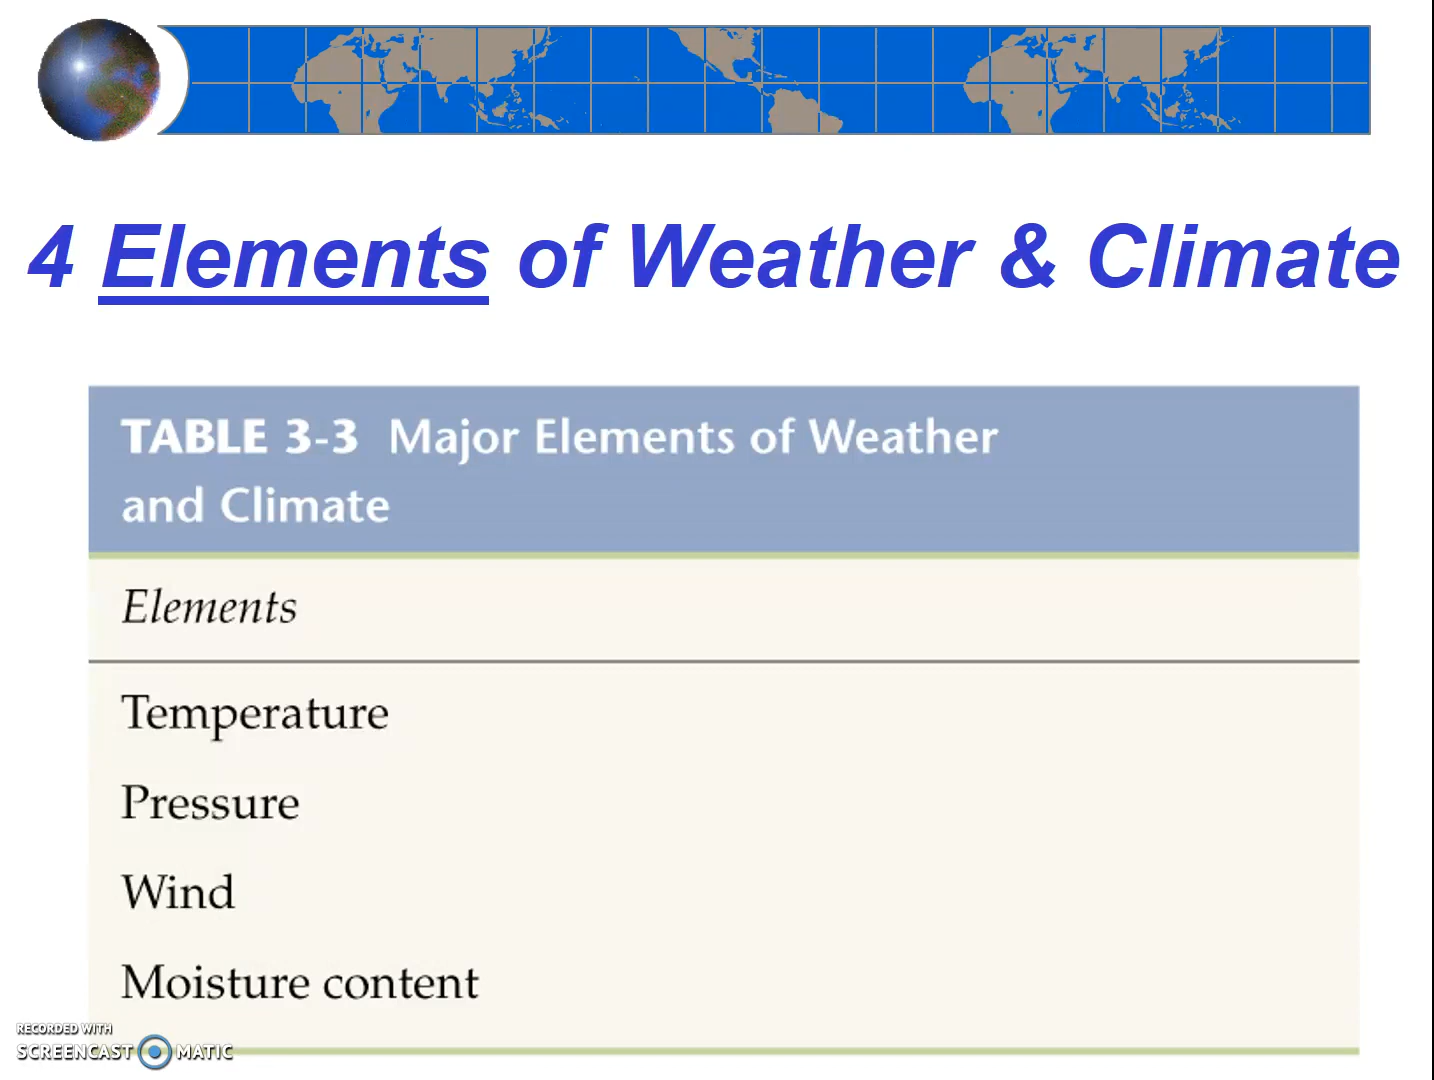 4 Elements of Weather & Climate
TABLE 3-3 Major Elements of Weather
and Climate
Elements
Temperature
Pressure
Wind
Moisture content
RECORDED WITH
SCREENCAST MATIC